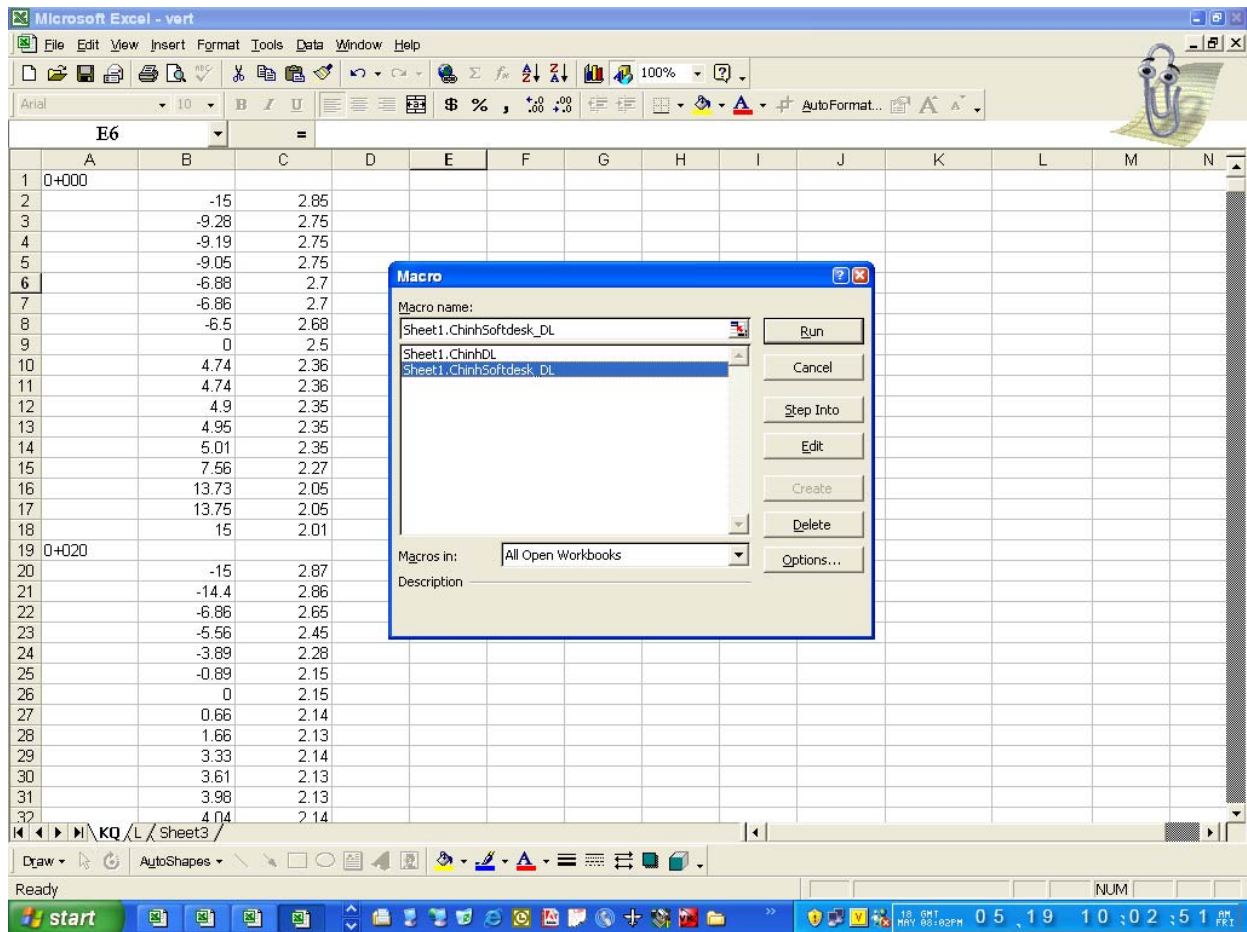 Microsoft Excel - vert
File Edit View Insert Format Tools Data Window Help
100%
Arial 10 B I U $ % , AutoFormat...
E6 =
A B C D E F G H I J K L M N
1 0+000
2 -15 2.85
3 -9.28 2.75
4 -9.19 2.75
5 -9.05 2.75
6 -6.88 2.7
7 -6.86 2.7
8 -6.5 2.68
9 0 2.5
10 4.74 2.36
11 4.74 2.36
12 4.9 2.35
13 4.95 2.35
14 5.01 2.35
15 7.56 2.27
16 13.73 2.05
17 13.75 2.05
18 15 2.01
19 0+020
20 -15 2.87
21 -14.4 2.86
22 -6.86 2.65
23 -5.56 2.45
24 -3.89 2.28
25 -0.89 2.15
26 0 2.15
27 0.66 2.14
28 1.66 2.13
29 3.33 2.14
30 3.61 2.13
31 3.98 2.13
32 4.04 2.14
Macro
Macro name:
Sheet1.ChinhSoftdesk_DL
Sheet1.ChinhDL
Sheet1.ChinhSoftdesk_DL
Run
Cancel
Step Into
Edit
Create
Delete
Options...
Macros in: All Open Workbooks
Description
KQ L Sheet3
Draw AutoShapes
Ready NUM
start
18 GMT
MAY 03:02PM 05.19 10:02:51 AM
FRI